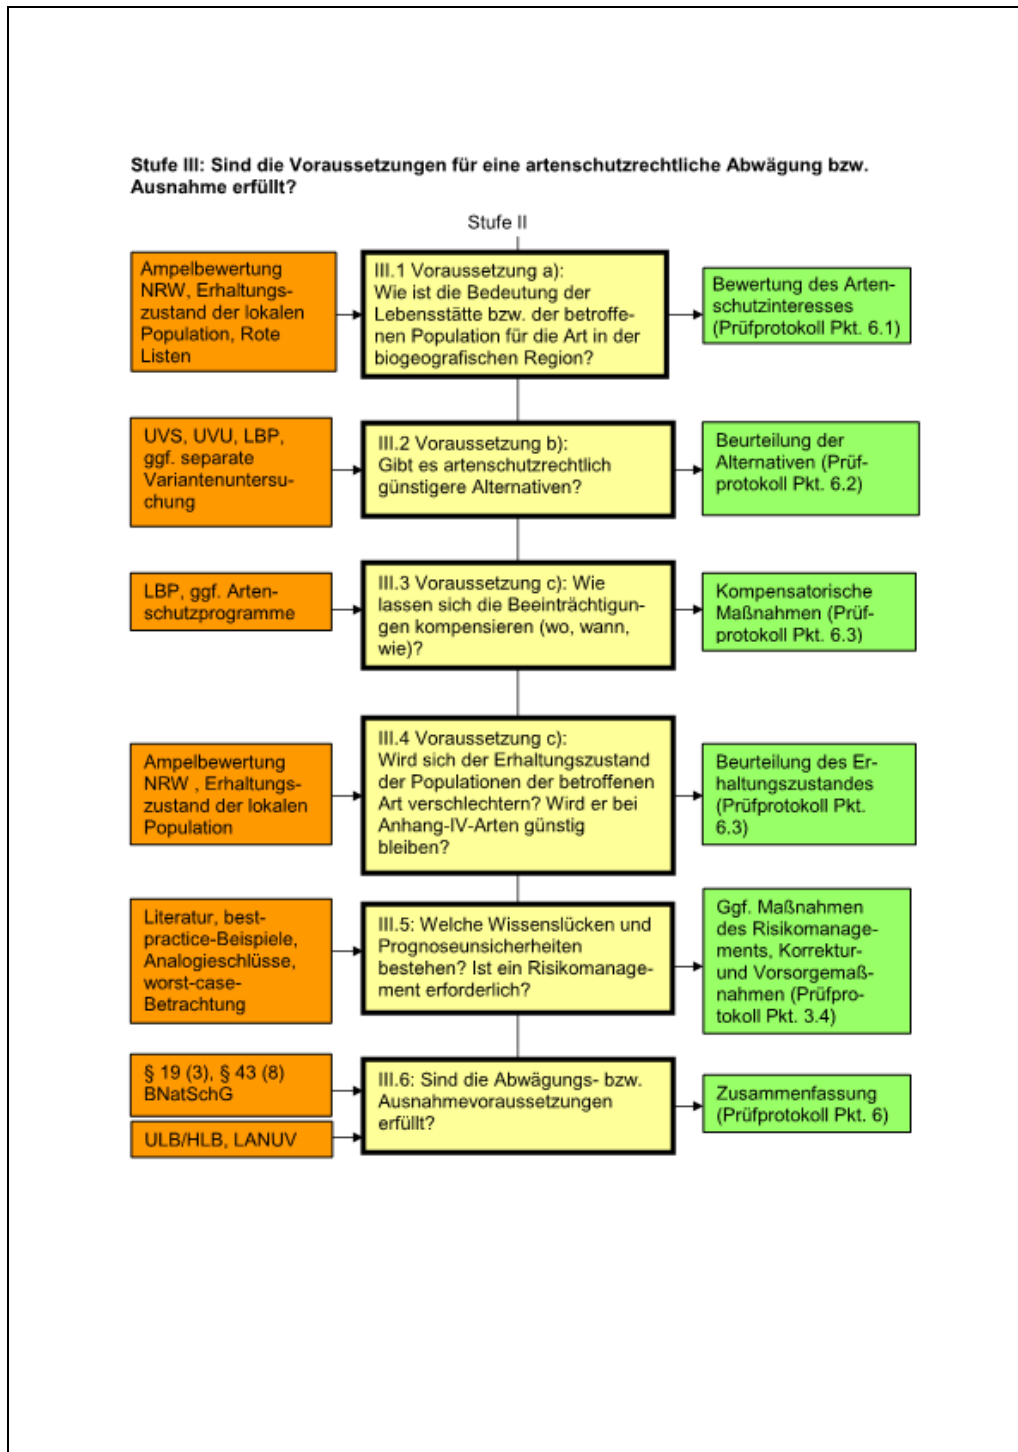 Stufe III: Sind die Voraussetzungen für eine artenschutzrechtliche Abwägung bzw.
Ausnahme erfüllt?
Stufe II
Ampelbewertung
NRW, Erhaltungs-
zustand der lokalen
Population, Rote
Listen
III.1 Voraussetzung a):
Wie ist die Bedeutung der
Lebensstätte bzw. der betroffe-
nen Population für die Art in der
biogeografischen Region?
Bewertung des Arten-
schutzinteresses
(Prüfprotokoll Pkt. 6.1)
UVS, UVU, LBP,
ggf. separate
Variantenuntersu-
chung
III.2 Voraussetzung b):
Gibt es artenschutzrechtlich
günstigere Alternativen?
Beurteilung der
Alternativen (Prüf-
protokoll Pkt. 6.2)
LBP, ggf. Arten-
schutzprogramme
III.3 Voraussetzung c): Wie
lassen sich die Beeinträchtigun-
gen kompensieren (wo, wann,
wie)?
Kompensatorische
Maßnahmen (Prüf-
protokoll Pkt. 6.3)
Ampelbewertung
NRW , Erhaltungs-
zustand der lokalen
Population
III.4 Voraussetzung c):
Wird sich der Erhaltungszustand
der Populationen der betroffenen
Art verschlechtern? Wird er bei
Anhang-IV-Arten günstig
bleiben?
Beurteilung des Er-
haltungszustandes
(Prüfprotokoll Pkt.
6.3)
Literatur, best-
practice-Beispiele,
Analogieschlüsse,
worst-case-
Betrachtung
III.5: Welche Wissenslücken und
Prognoseunsicherheiten
bestehen? Ist ein Risikomanage-
ment erforderlich?
Ggf. Maßnahmen
des Risikomanage-
ments, Korrektur-
und Vorsorgemaß-
nahmen (Prüfpro-
tokoll Pkt. 3.4)
§ 19 (3), § 43 (8)
BNatSchG
ULB/HLB, LANUV
III.6: Sind die Abwägungs- bzw.
Ausnahmevoraussetzungen
erfüllt?
Zusammenfassung
(Prüfprotokoll Pkt. 6)